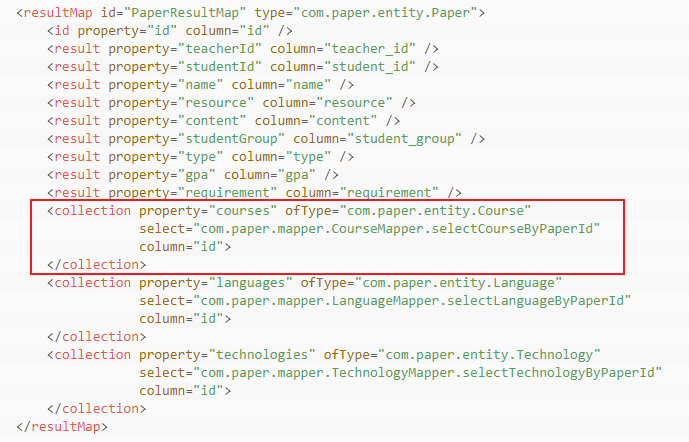 <resultMap id="PaperResultMap" type="com.paper.entity.Paper">
    <id property="id" column="id" />
    <result property="teacherId" column="teacher_id" />
    <result property="studentId" column="student_id" />
    <result property="name" column="name" />
    <result property="resource" column="resource" />
    <result property="content" column="content" />
    <result property="studentGroup" column="student_group" />
    <result property="type" column="type" />
    <result property="gpa" column="gpa" />
    <result property="requirement" column="requirement" />
    <collection property="courses" ofType="com.paper.entity.Course"
                select="com.paper.mapper.CourseMapper.selectCourseByPaperId"
                column="id">
    </collection>
    <collection property="languages" ofType="com.paper.entity.Language"
                select="com.paper.mapper.LanguageMapper.selectLanguageByPaperId"
                column="id">
    </collection>
    <collection property="technologies" ofType="com.paper.entity.Technology"
                select="com.paper.mapper.TechnologyMapper.selectTechnologyByPaperId"
                column="id">
    </collection>
</resultMap>